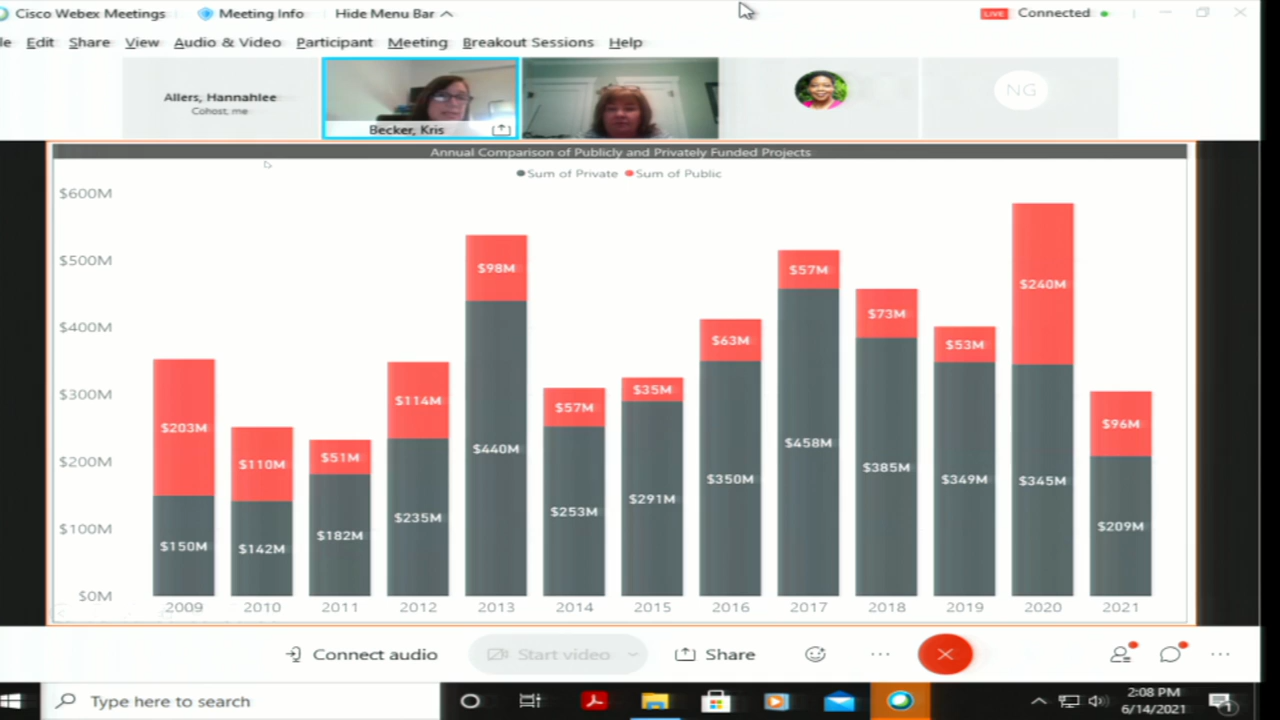 Cisco Webex Meetings Meeting Info Hide Menu Bar LIVE Connected
le Edit Share View Audio & Video Participant Meeting Breakout Sessions Help
Allers, Hannahlee
Cohost, me
Becker, Kris
NG
Annual Comparison of Publicly and Privately Funded Projects
Sum of Private Sum of Public
$600M
$500M
$400M
$300M
$200M
$100M
$0M
$203M
$150M
$110M
$142M
$51M
$182M
$114M
$235M
$98M
$440M
$57M
$253M
$35M
$291M
$63M
$350M
$57M
$458M
$73M
$385M
$53M
$349M
$240M
$345M
$96M
$209M
2009 2010 2011 2012 2013 2014 2015 2016 2017 2018 2019 2020 2021
Connect audio Start video Share
Type here to search
2:08 PM
6/14/2021
1